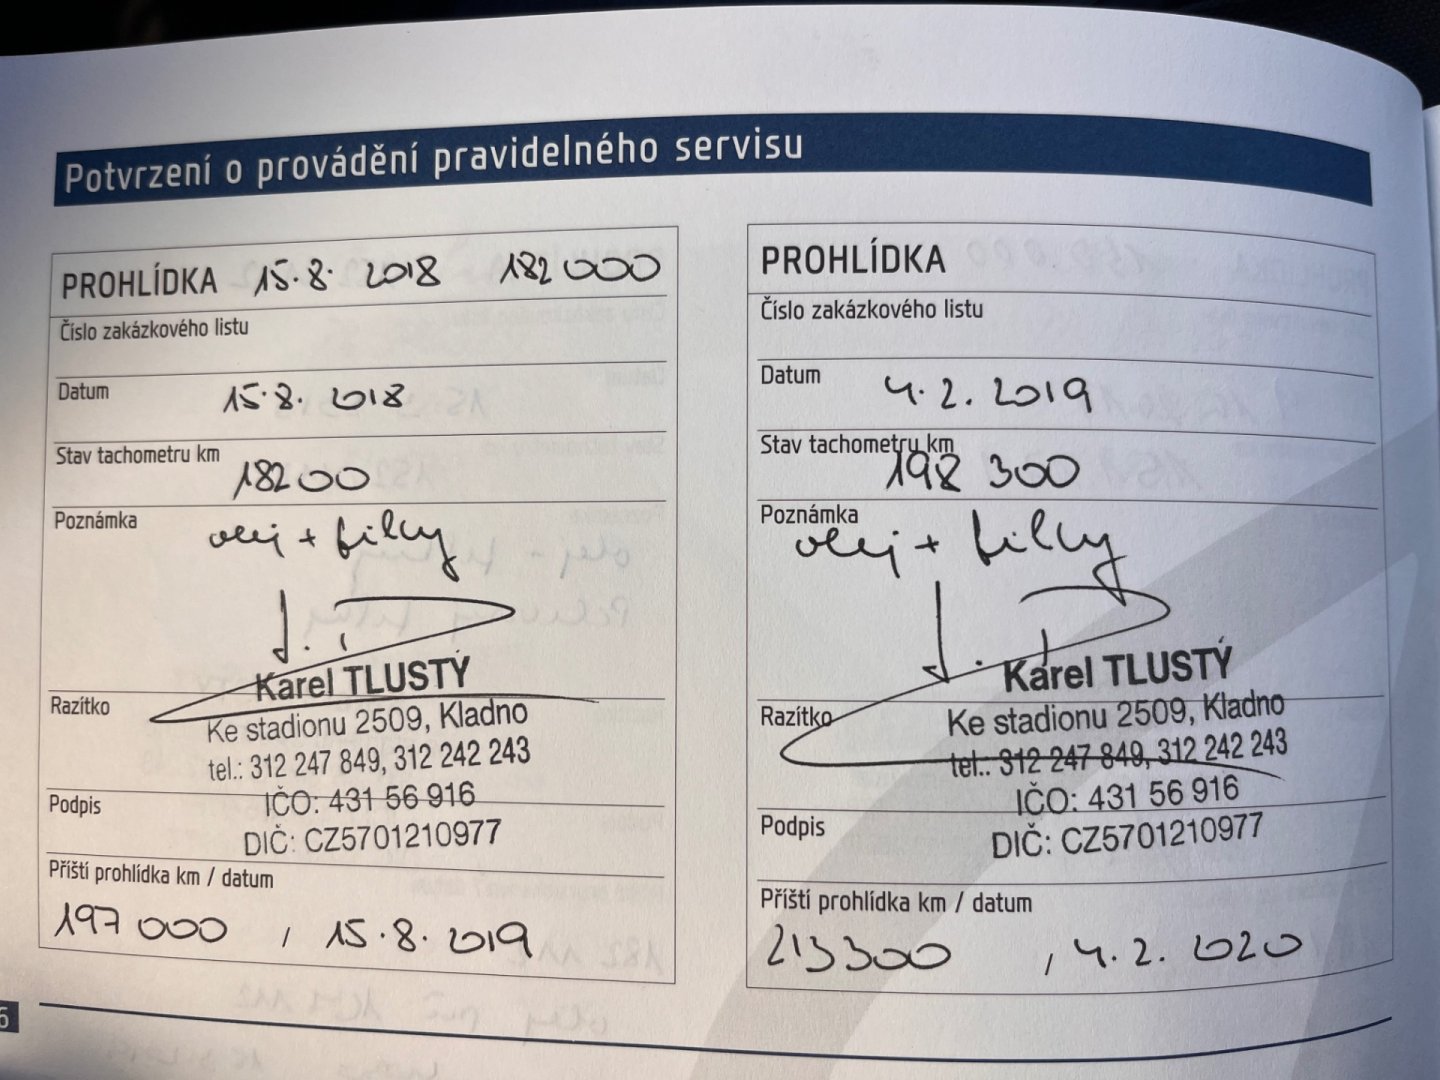 Potvrzení o provádění pravidelného servisu
PROHLÍDKA 15.8. 2018 182 000
Číslo zakázkového listu
Datum 15.8. 2018
Stav tachometru km 18200
Poznámka olej + filtry
Karel TLUSTÝ
Razítko
Ke stadionu 2509, Kladno
tel.: 312 247 849, 312 242 243
IČO: 431 56 916
Podpis
DIČ: CZ5701210977
Příští prohlídka km / datum
197 000 , 15.8. 2019
PROHLÍDKA
Číslo zakázkového listu
Datum 4.2. 2019
Stav tachometru km 198 300
Poznámka olej + filtry
Karel TLUSTÝ
Razítko
Ke stadionu 2509, Kladno
tel.: 312 247 849, 312 242 243
IČO: 431 56 916
Podpis
DIČ: CZ5701210977
Příští prohlídka km / datum
213300 , 4.2. 2020
6